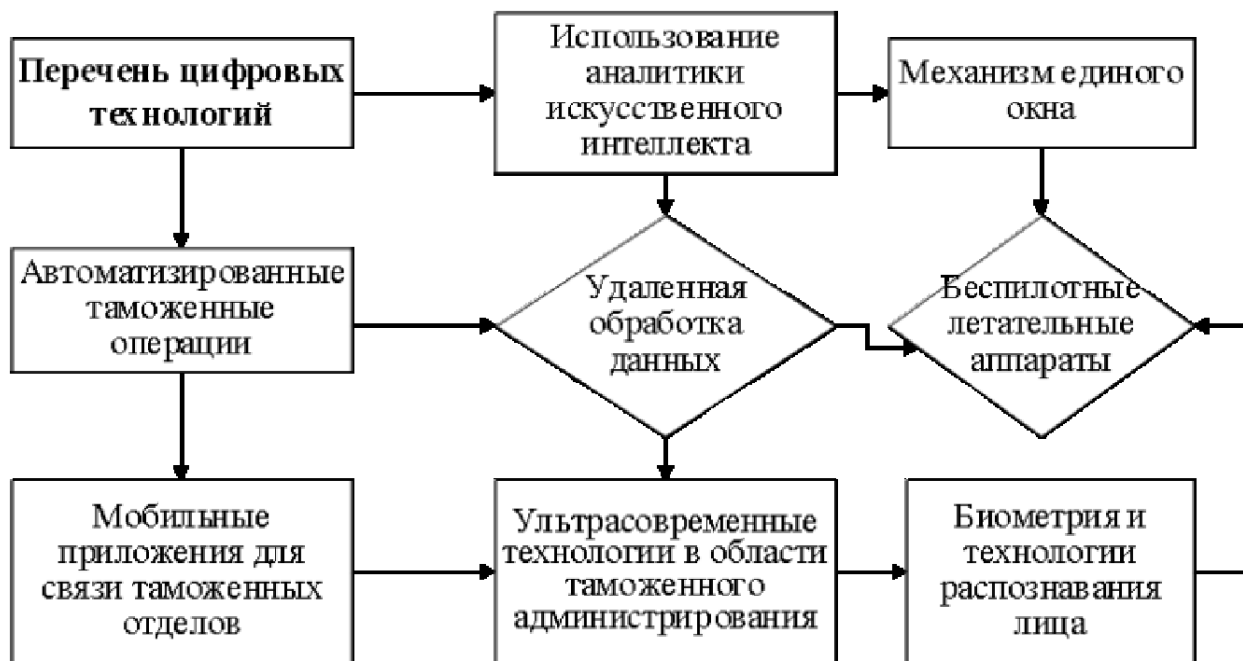 Перечень цифровых
технологий
Использование
аналитики
искусственного
интеллекта
Механизм единого
окна
Автоматизированные
таможенные
операции
Удаленная
обработка
данных
Беспилотные
летательные
аппараты
Мобильные
приложения для
связи таможенных
отделов
Ультрасовременные
технологии в области
таможенного
администрирования
Биометрия и
технологии
распознавания
лица